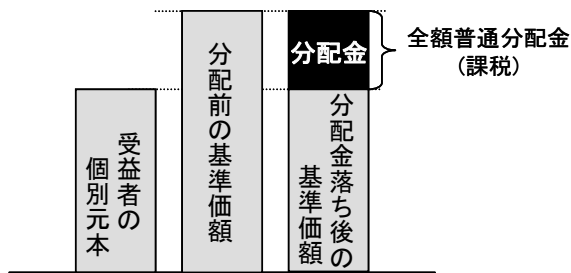 分配金
全額普通分配金
(課税)
受益者の
個別元本
分配前の基準価額
分配金落ち後の
基準価額